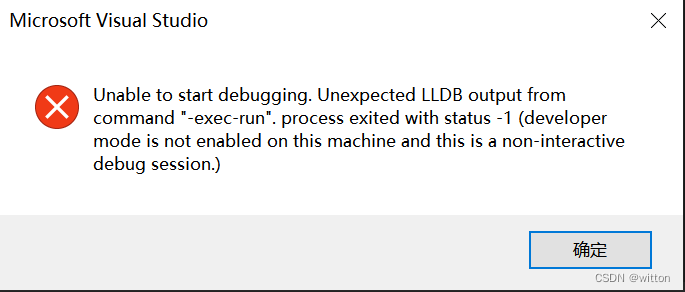 Microsoft Visual Studio
Unable to start debugging. Unexpected LLDB output from
command "-exec-run". process exited with status -1 (developer
mode is not enabled on this machine and this is a non-interactive
debug session.)
确定
CSDN @witton